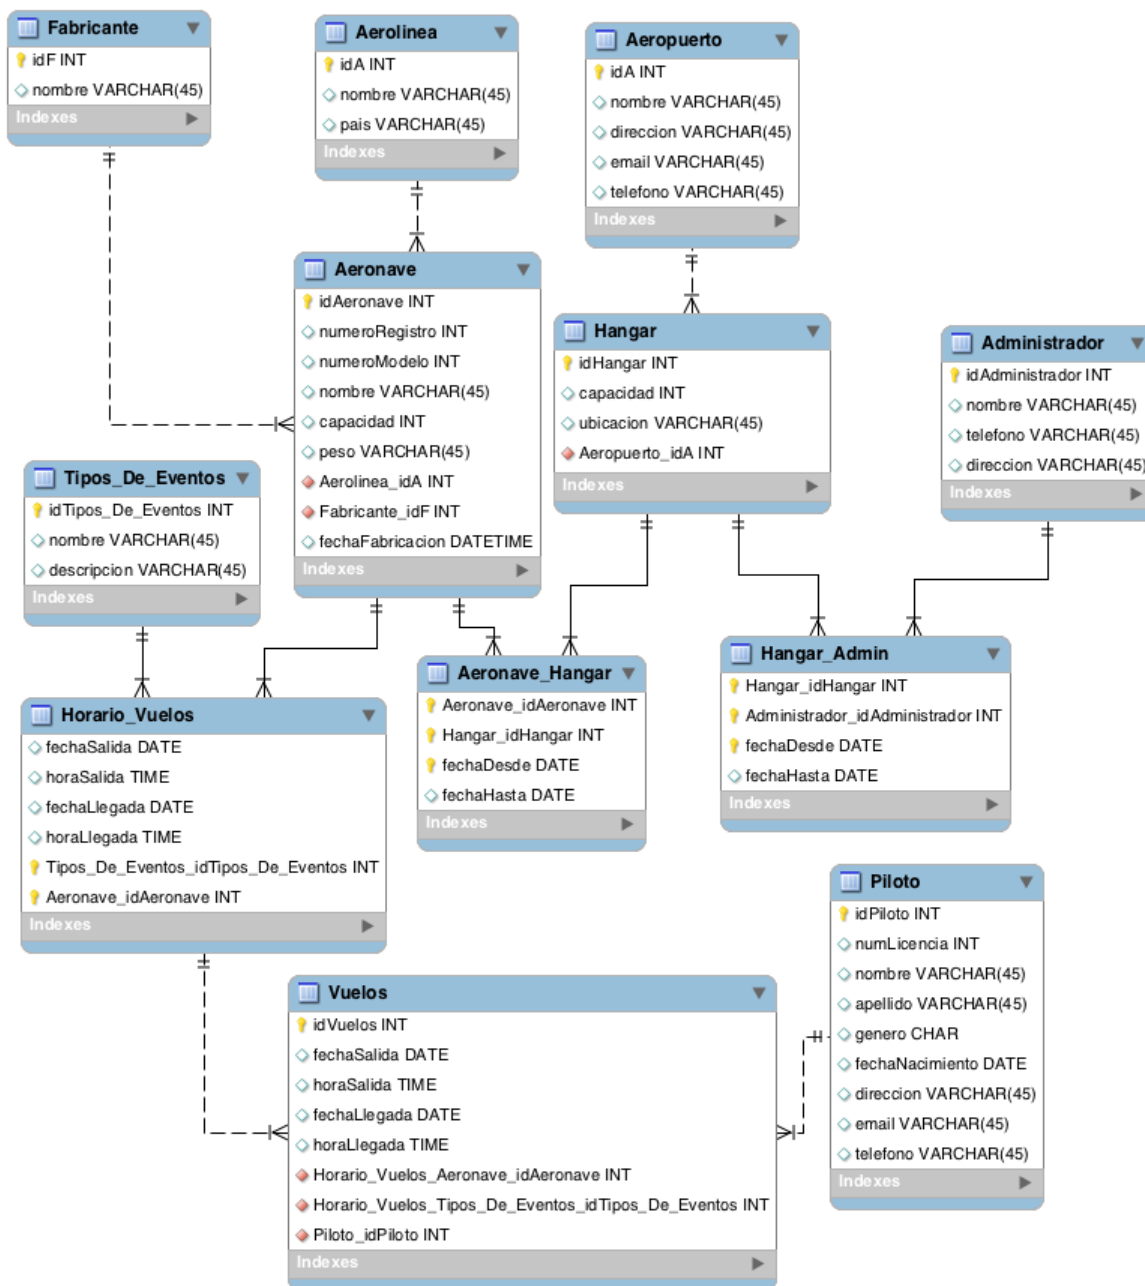 Fabricante
idF INT
nombre VARCHAR(45)
Indexes
Aerolinea
idA INT
nombre VARCHAR(45)
pais VARCHAR(45)
Indexes
Aeropuerto
idA INT
nombre VARCHAR(45)
direccion VARCHAR(45)
email VARCHAR(45)
telefono VARCHAR(45)
Indexes
Aeronave
idAeronave INT
numeroRegistro INT
numeroModelo INT
nombre VARCHAR(45)
capacidad INT
peso VARCHAR(45)
Aerolinea_idA INT
Fabricante_idF INT
fechaFabricacion DATETIME
Indexes
Hangar
idHangar INT
capacidad INT
ubicacion VARCHAR(45)
Aeropuerto_idA INT
Indexes
Administrador
idAdministrador INT
nombre VARCHAR(45)
telefono VARCHAR(45)
direccion VARCHAR(45)
Indexes
Tipos_De_Eventos
idTipos_De_Eventos INT
nombre VARCHAR(45)
descripcion VARCHAR(45)
Indexes
Horario_Vuelos
fechaSalida DATE
horaSalida TIME
fechaLlegada DATE
horaLlegada TIME
Tipos_De_Eventos_idTipos_De_Eventos INT
Aeronave_idAeronave INT
Indexes
Aeronave_Hangar
Aeronave_idAeronave INT
Hangar_idHangar INT
fechaDesde DATE
fechaHasta DATE
Indexes
Hangar_Admin
Hangar_idHangar INT
Administrador_idAdministrador INT
fechaDesde DATE
fechaHasta DATE
Indexes
Piloto
idPiloto INT
numLicencia INT
nombre VARCHAR(45)
apellido VARCHAR(45)
genero CHAR
fechaNacimiento DATE
direccion VARCHAR(45)
email VARCHAR(45)
telefono VARCHAR(45)
Indexes
Vuelos
idVuelos INT
fechaSalida DATE
horaSalida TIME
fechaLlegada DATE
horaLlegada TIME
Horario_Vuelos_Aeronave_idAeronave INT
Horario_Vuelos_Tipos_De_Eventos_idTipos_De_Eventos INT
Piloto_idPiloto INT
Indexes